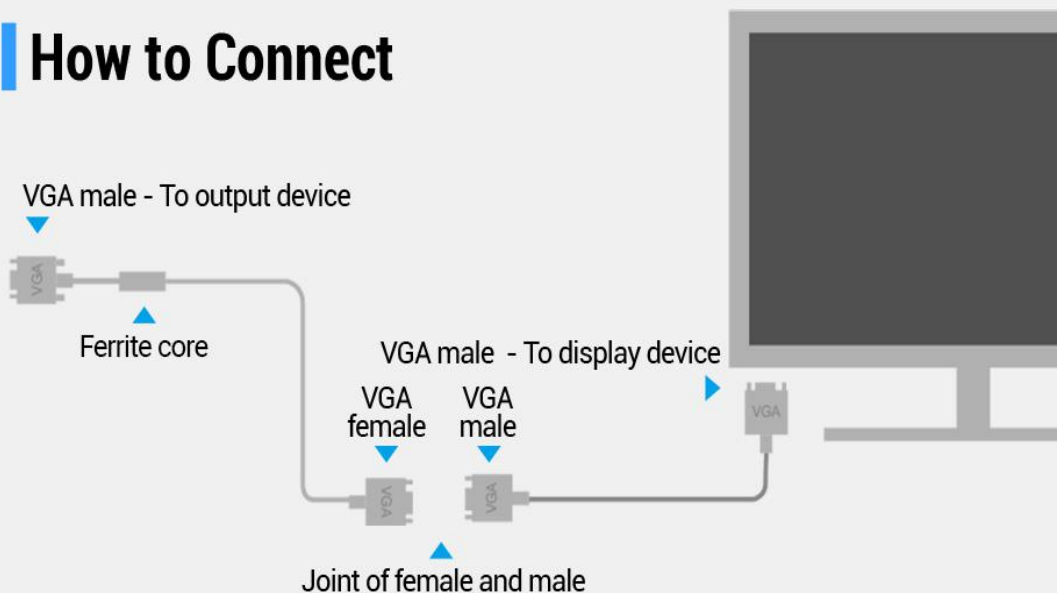 How to Connect
VGA male - To output device
VGA
Ferrite core
VGA male - To display device
VGA
VGA
female
VGA
male
VGA
VGA
Joint of female and male